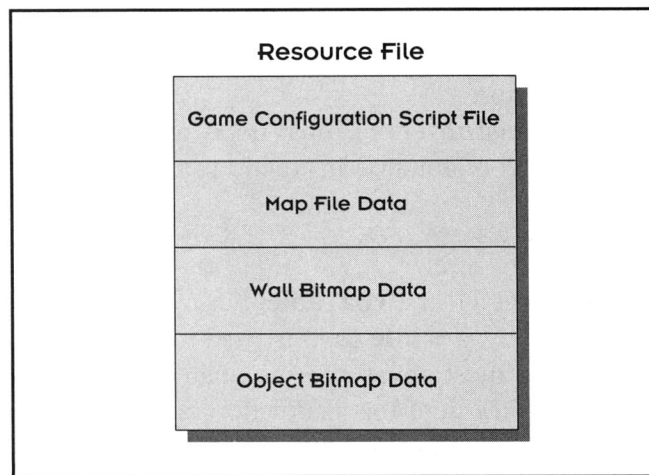 Resource File
Game Configuration Script File
Map File Data
Wall Bitmap Data
Object Bitmap Data